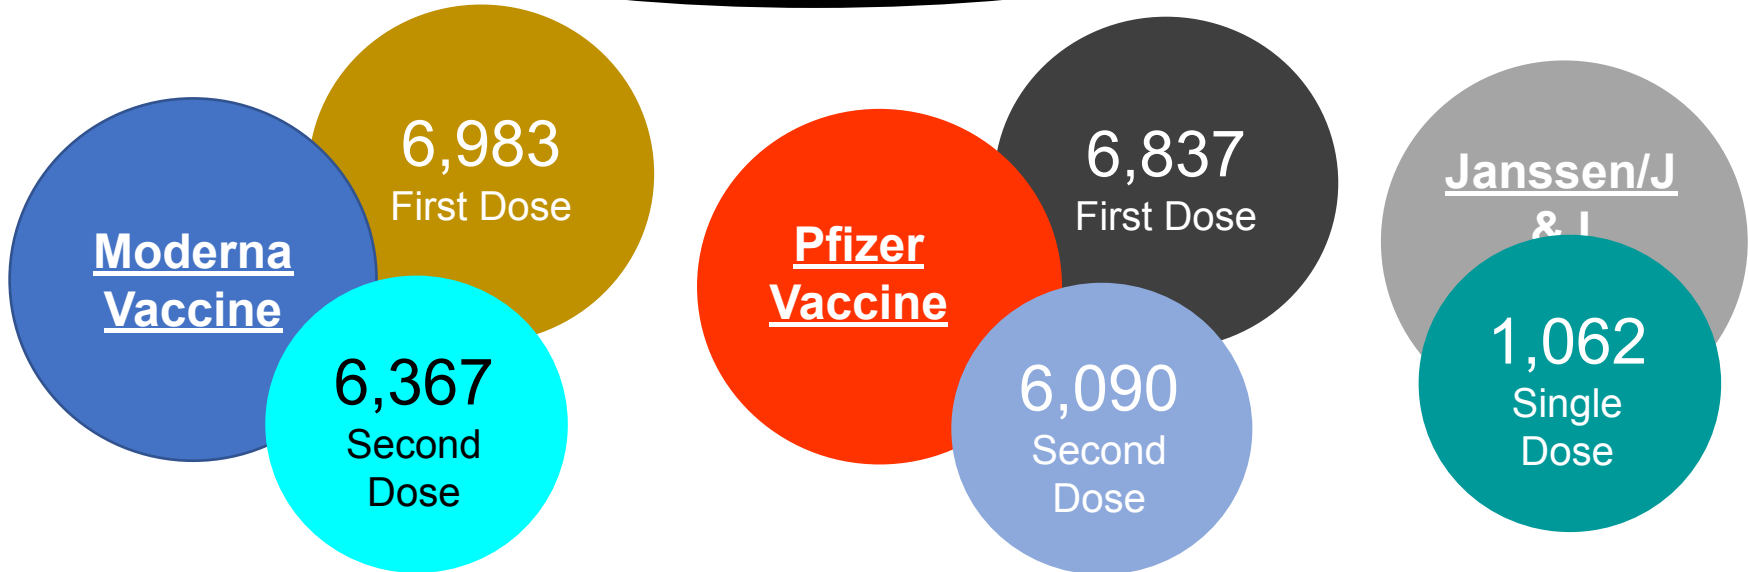 Moderna
Vaccine
6,983
First Dose
6,367
Second
Dose
Pfizer
Vaccine
6,837
First Dose
6,090
Second
Dose
Janssen/J
&
1,062
Single
Dose